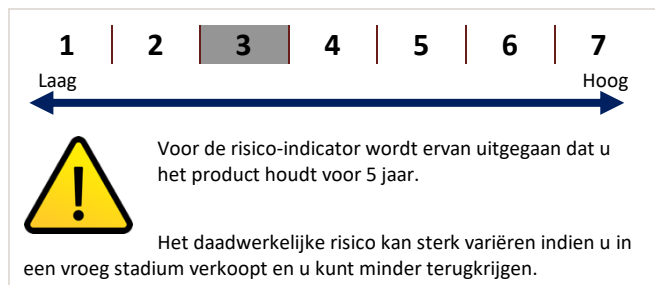 1 2 3 4 5 6 7
Laag Hoog
Voor de risico-indicator wordt ervan uitgegaan dat u
het product houdt voor 5 jaar.
Het daadwerkelijke risico kan sterk variëren indien u in
een vroeg stadium verkoopt en u kunt minder terugkrijgen.